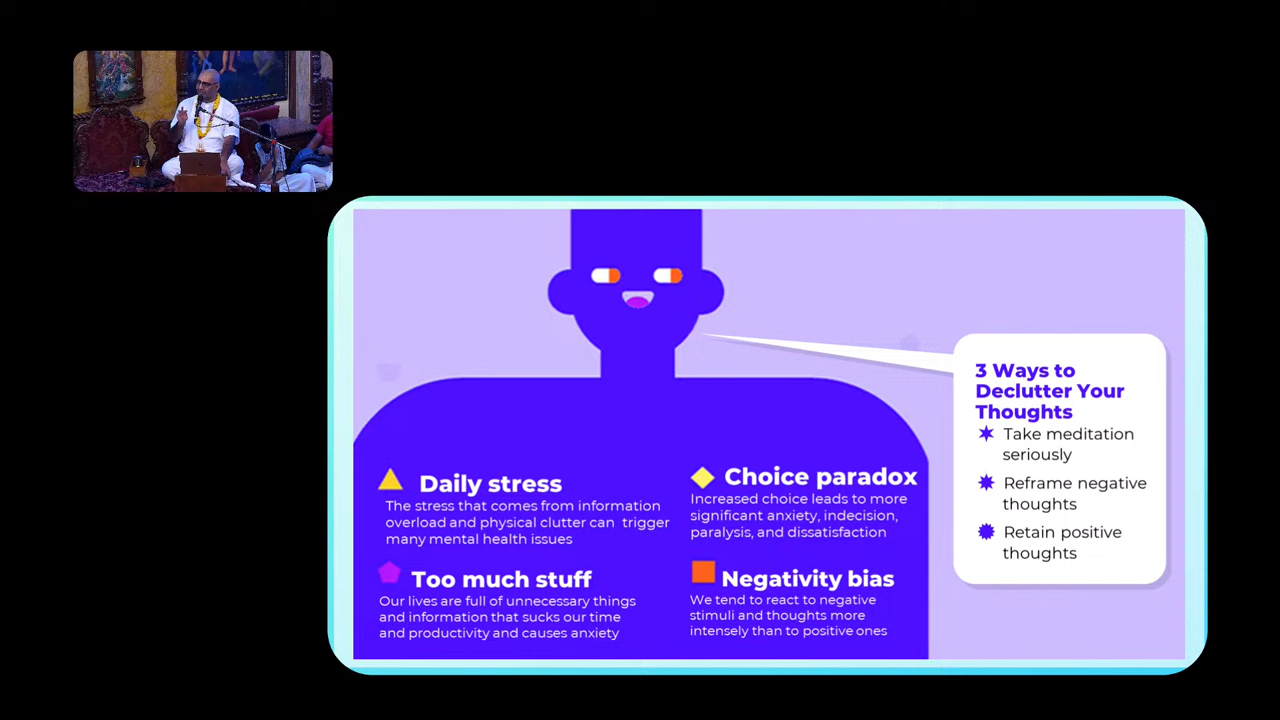 3 Ways to
Declutter Your
Thoughts
Take meditation
seriously
Reframe negative
thoughts
Retain positive
thoughts
Daily stress
The stress that comes from information
overload and physical clutter can trigger
many mental health issues
Choice paradox
Increased choice leads to more
significant anxiety, indecision,
paralysis, and dissatisfaction
Too much stuff
Our lives are full of unnecessary things
and information that sucks our time
and productivity and causes anxiety
Negativity bias
We tend to react to negative
stimuli and thoughts more
intensely than to positive ones